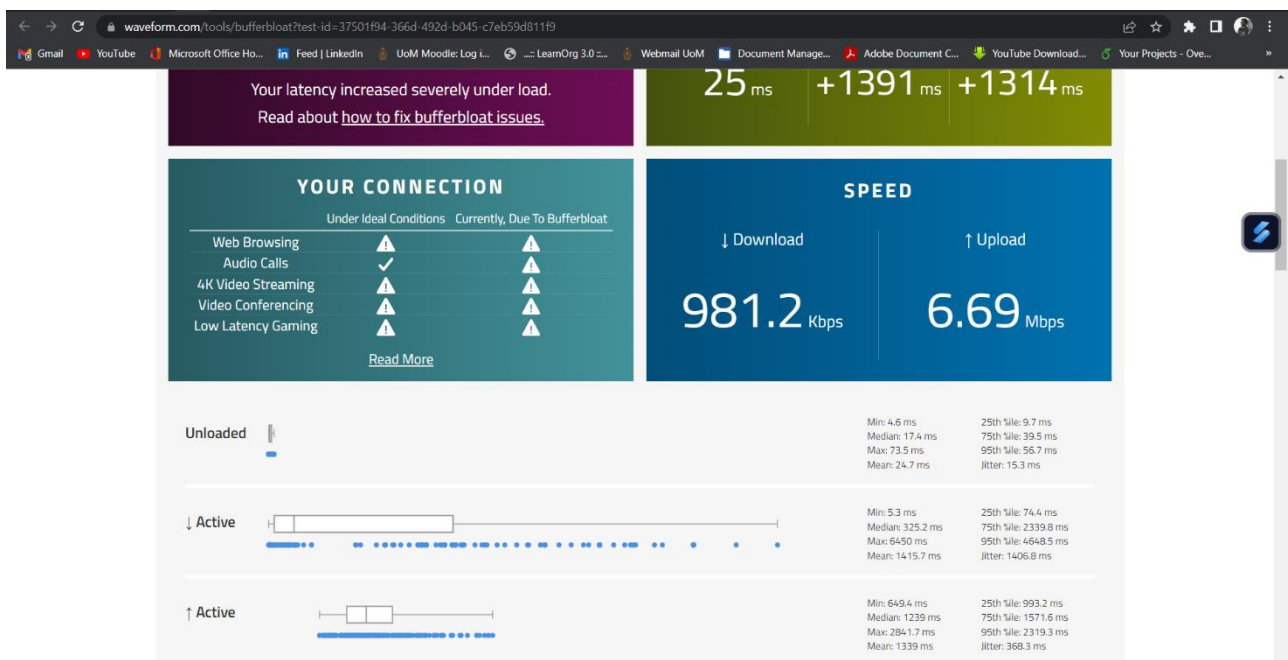 waveform.com/tools/bufferbloat?test-id=37501f94-366d-492d-b045-c7eb59d811f9
Gmail YouTube Microsoft Office Ho... Feed | LinkedIn UoM Moodle: Log i... ...:: LearnOrg 3.0 ::... Webmail UoM Document Manage... Adobe Document C... YouTube Download... Your Projects - Ove... »
Your latency increased severely under load.
Read about how to fix bufferbloat issues.
25 ms +1391 ms +1314 ms
YOUR CONNECTION
Under Ideal Conditions Currently, Due To Bufferbloat
Web Browsing
Audio Calls
4K Video Streaming
Video Conferencing
Low Latency Gaming
Read More
SPEED
↓ Download ↑ Upload
981.2 Kbps 6.69 Mbps
Unloaded
Min: 4.6 ms 25th %ile: 9.7 ms
Median: 17.4 ms 75th %ile: 39.5 ms
Max: 73.5 ms 95th %ile: 56.7 ms
Mean: 24.7 ms Jitter: 15.3 ms
↓ Active
Min: 5.3 ms 25th %ile: 74.4 ms
Median: 325.2 ms 75th %ile: 2339.8 ms
Max: 6450 ms 95th %ile: 4648.5 ms
Mean: 1415.7 ms Jitter: 1406.8 ms
↑ Active
Min: 649.4 ms 25th %ile: 993.2 ms
Median: 1239 ms 75th %ile: 1571.6 ms
Max: 2841.7 ms 95th %ile: 2319.3 ms
Mean: 1339 ms Jitter: 368.3 ms